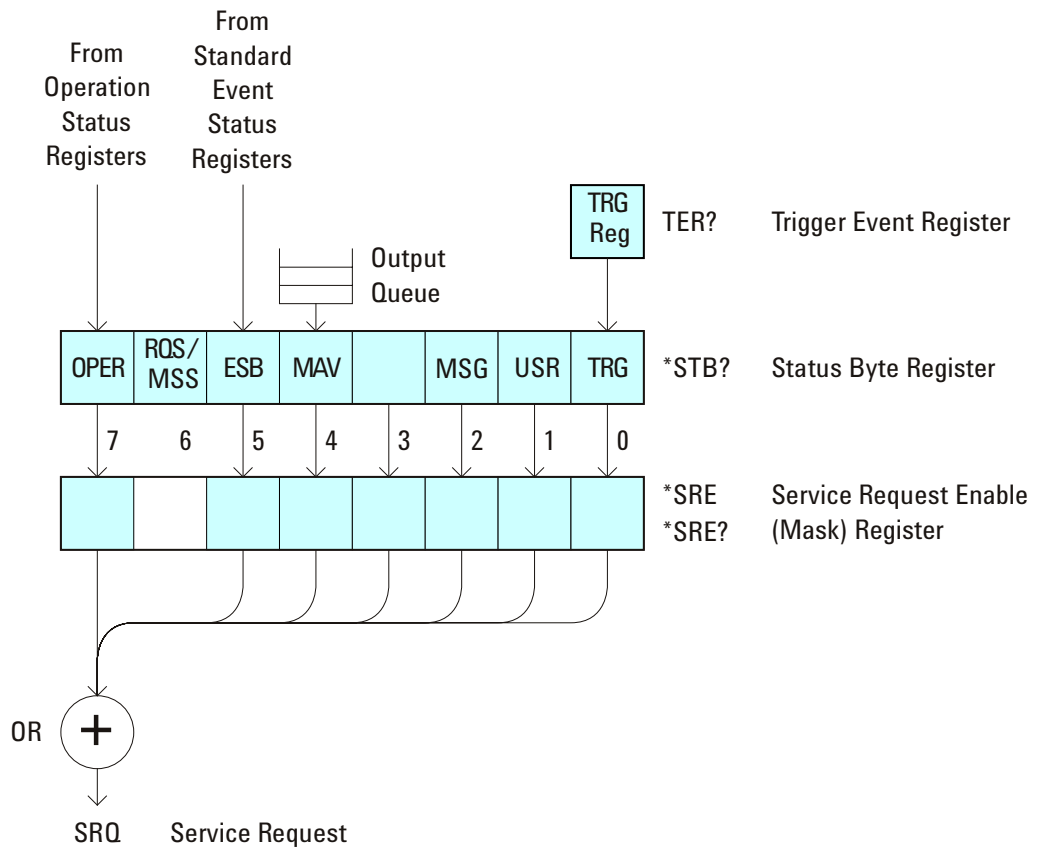 From
Operation
Status
Registers
From
Standard
Event
Status
Registers
TRG
Reg
TER? Trigger Event Register
Output
Queue
OPER RQS/
MSS ESB MAV MSG USR TRG *STB? Status Byte Register
7 6 5 4 3 2 1 0
*SRE Service Request Enable
*SRE? (Mask) Register
OR +
SRQ Service Request